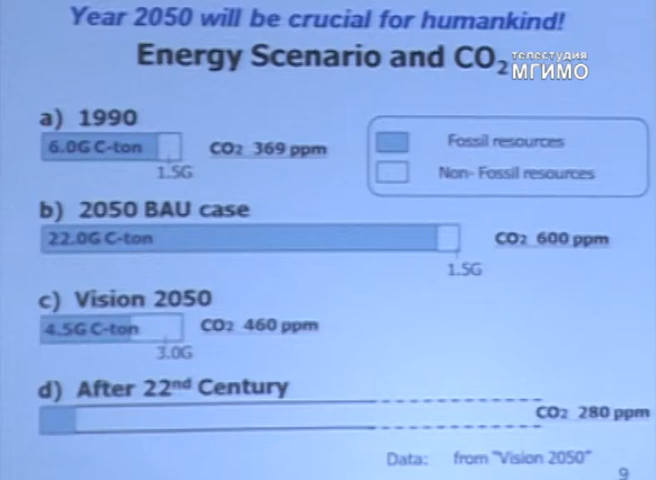 Year 2050 will be crucial for humankind!
Energy Scenario and CO₂
телестудия
МГИМО
a) 1990
6.0G C-ton
CO₂ 369 ppm
1.5G
Fossil resources
Non- Fossil resources
b) 2050 BAU case
22.0G C-ton
CO₂ 600 ppm
1.5G
c) Vision 2050
4.5G C-ton
CO₂ 460 ppm
3.0G
d) After 22nd Century
CO₂ 280 ppm
Data: from "Vision 2050"
9